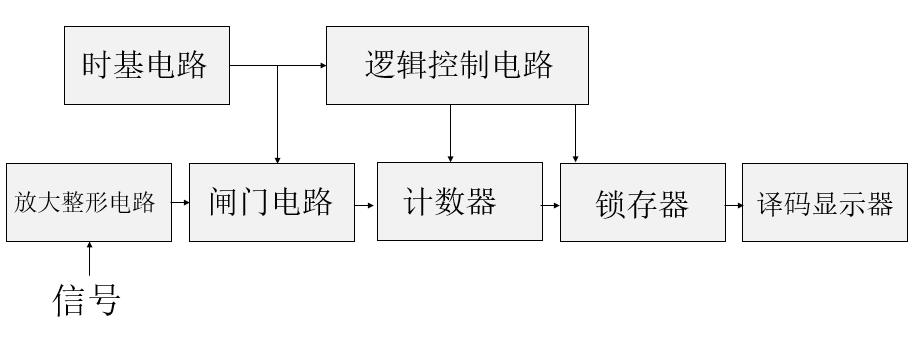 时基电路
逻辑控制电路
放大整形电路
闸门电路
计数器
锁存器
译码显示器
信号